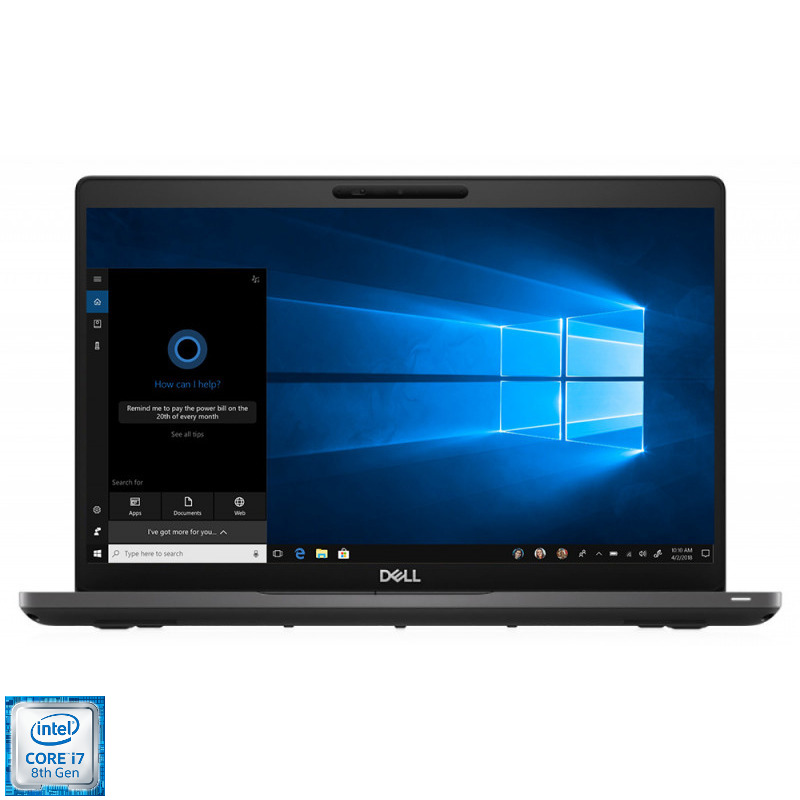 How can I help?
Remind me to pay the power bill on the
20th of every month
See all tips
Search for
Apps
Documents
Web
I've got more for you...
Type here to search
10:10 AM
4/2/2018
DELL
intel
CORE i7
8th Gen